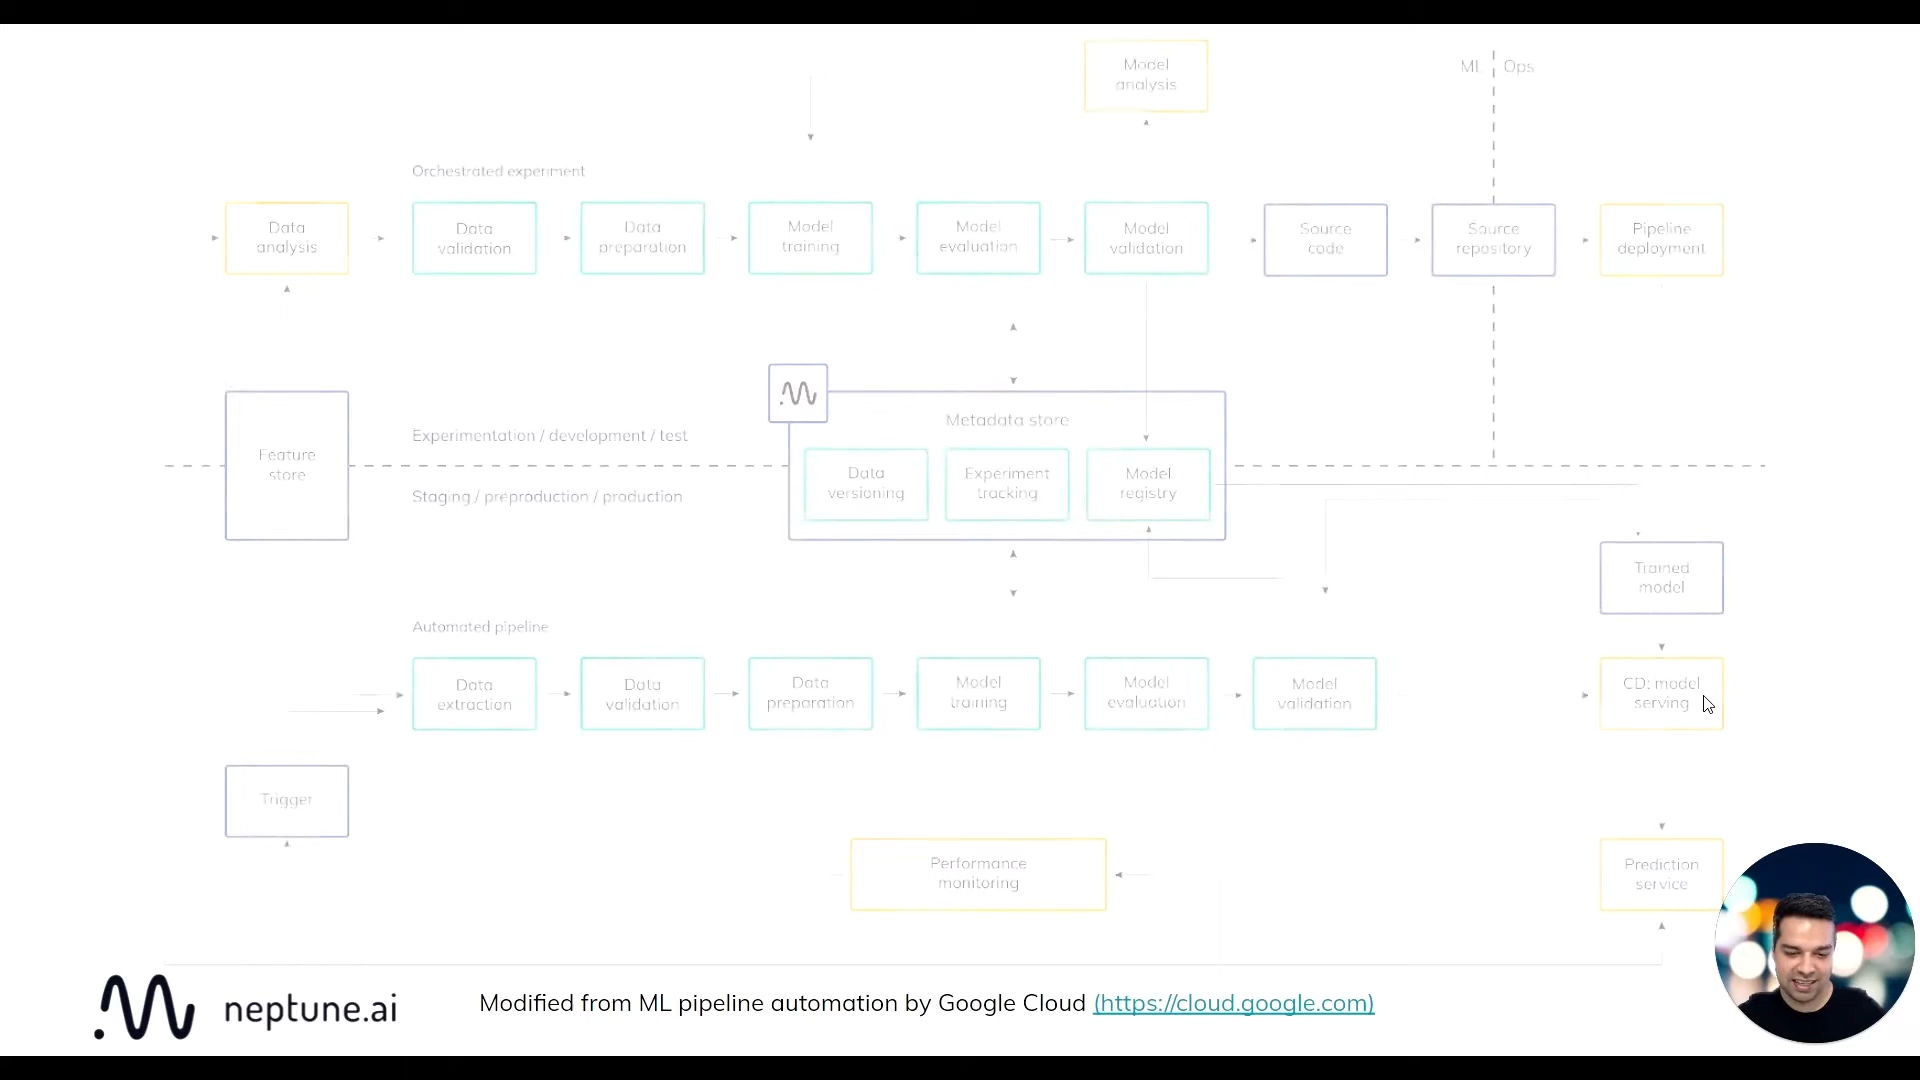 Model
analysis
ML
Ops
Orchestrated experiment
Data
analysis
Data
validation
Data
preparation
Model
training
Model
evaluation
Model
validation
Source
code
Source
repository
Pipeline
deployment
Feature
store
Experimentation / development / test
Staging / preproduction / production
Metadata store
Data
versioning
Experiment
tracking
Model
registry
Trained
model
Automated pipeline
Data
extraction
Data
validation
Data
preparation
Model
training
Model
evaluation
Model
validation
CD: model
serving
Trigger
Performance
monitoring
Prediction
service
neptune.ai
Modified from ML pipeline automation by Google Cloud (https://cloud.google.com)